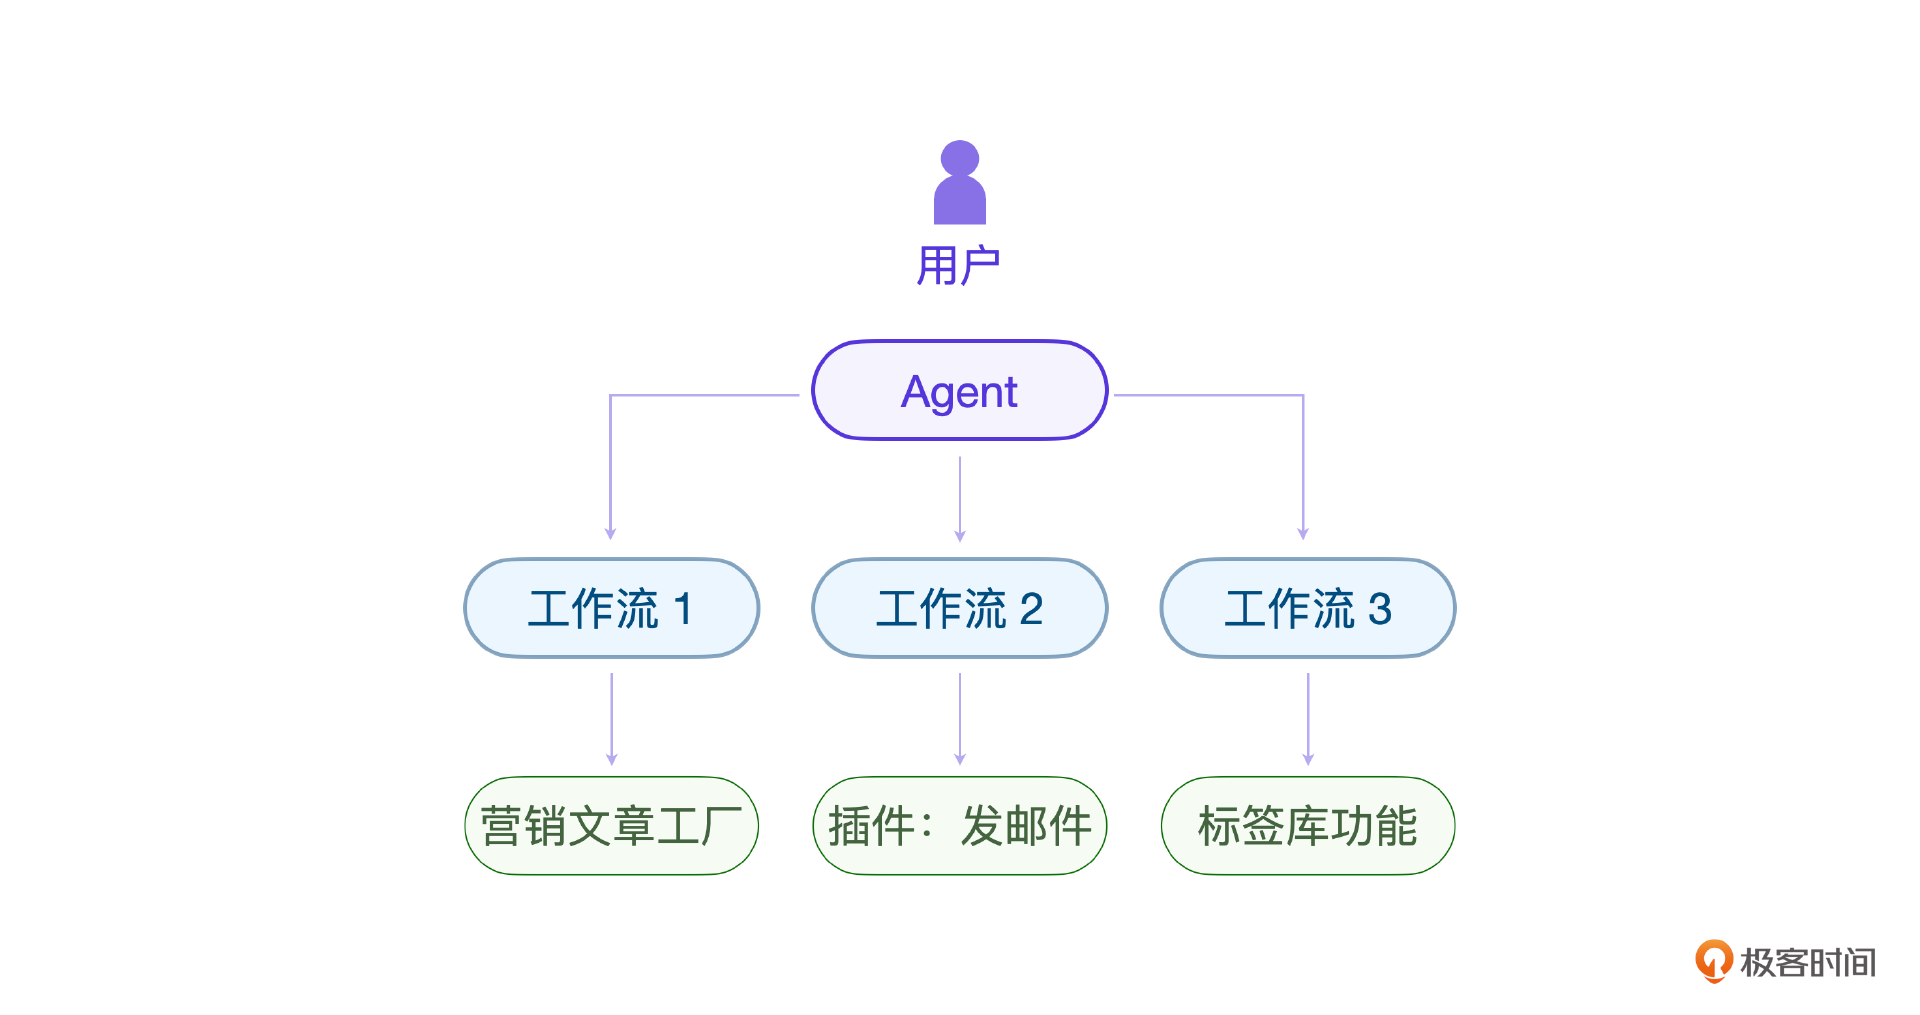 用户
Agent
工作流 1
工作流 2
工作流 3
营销文章工厂
插件：发邮件
标签库功能
极客时间